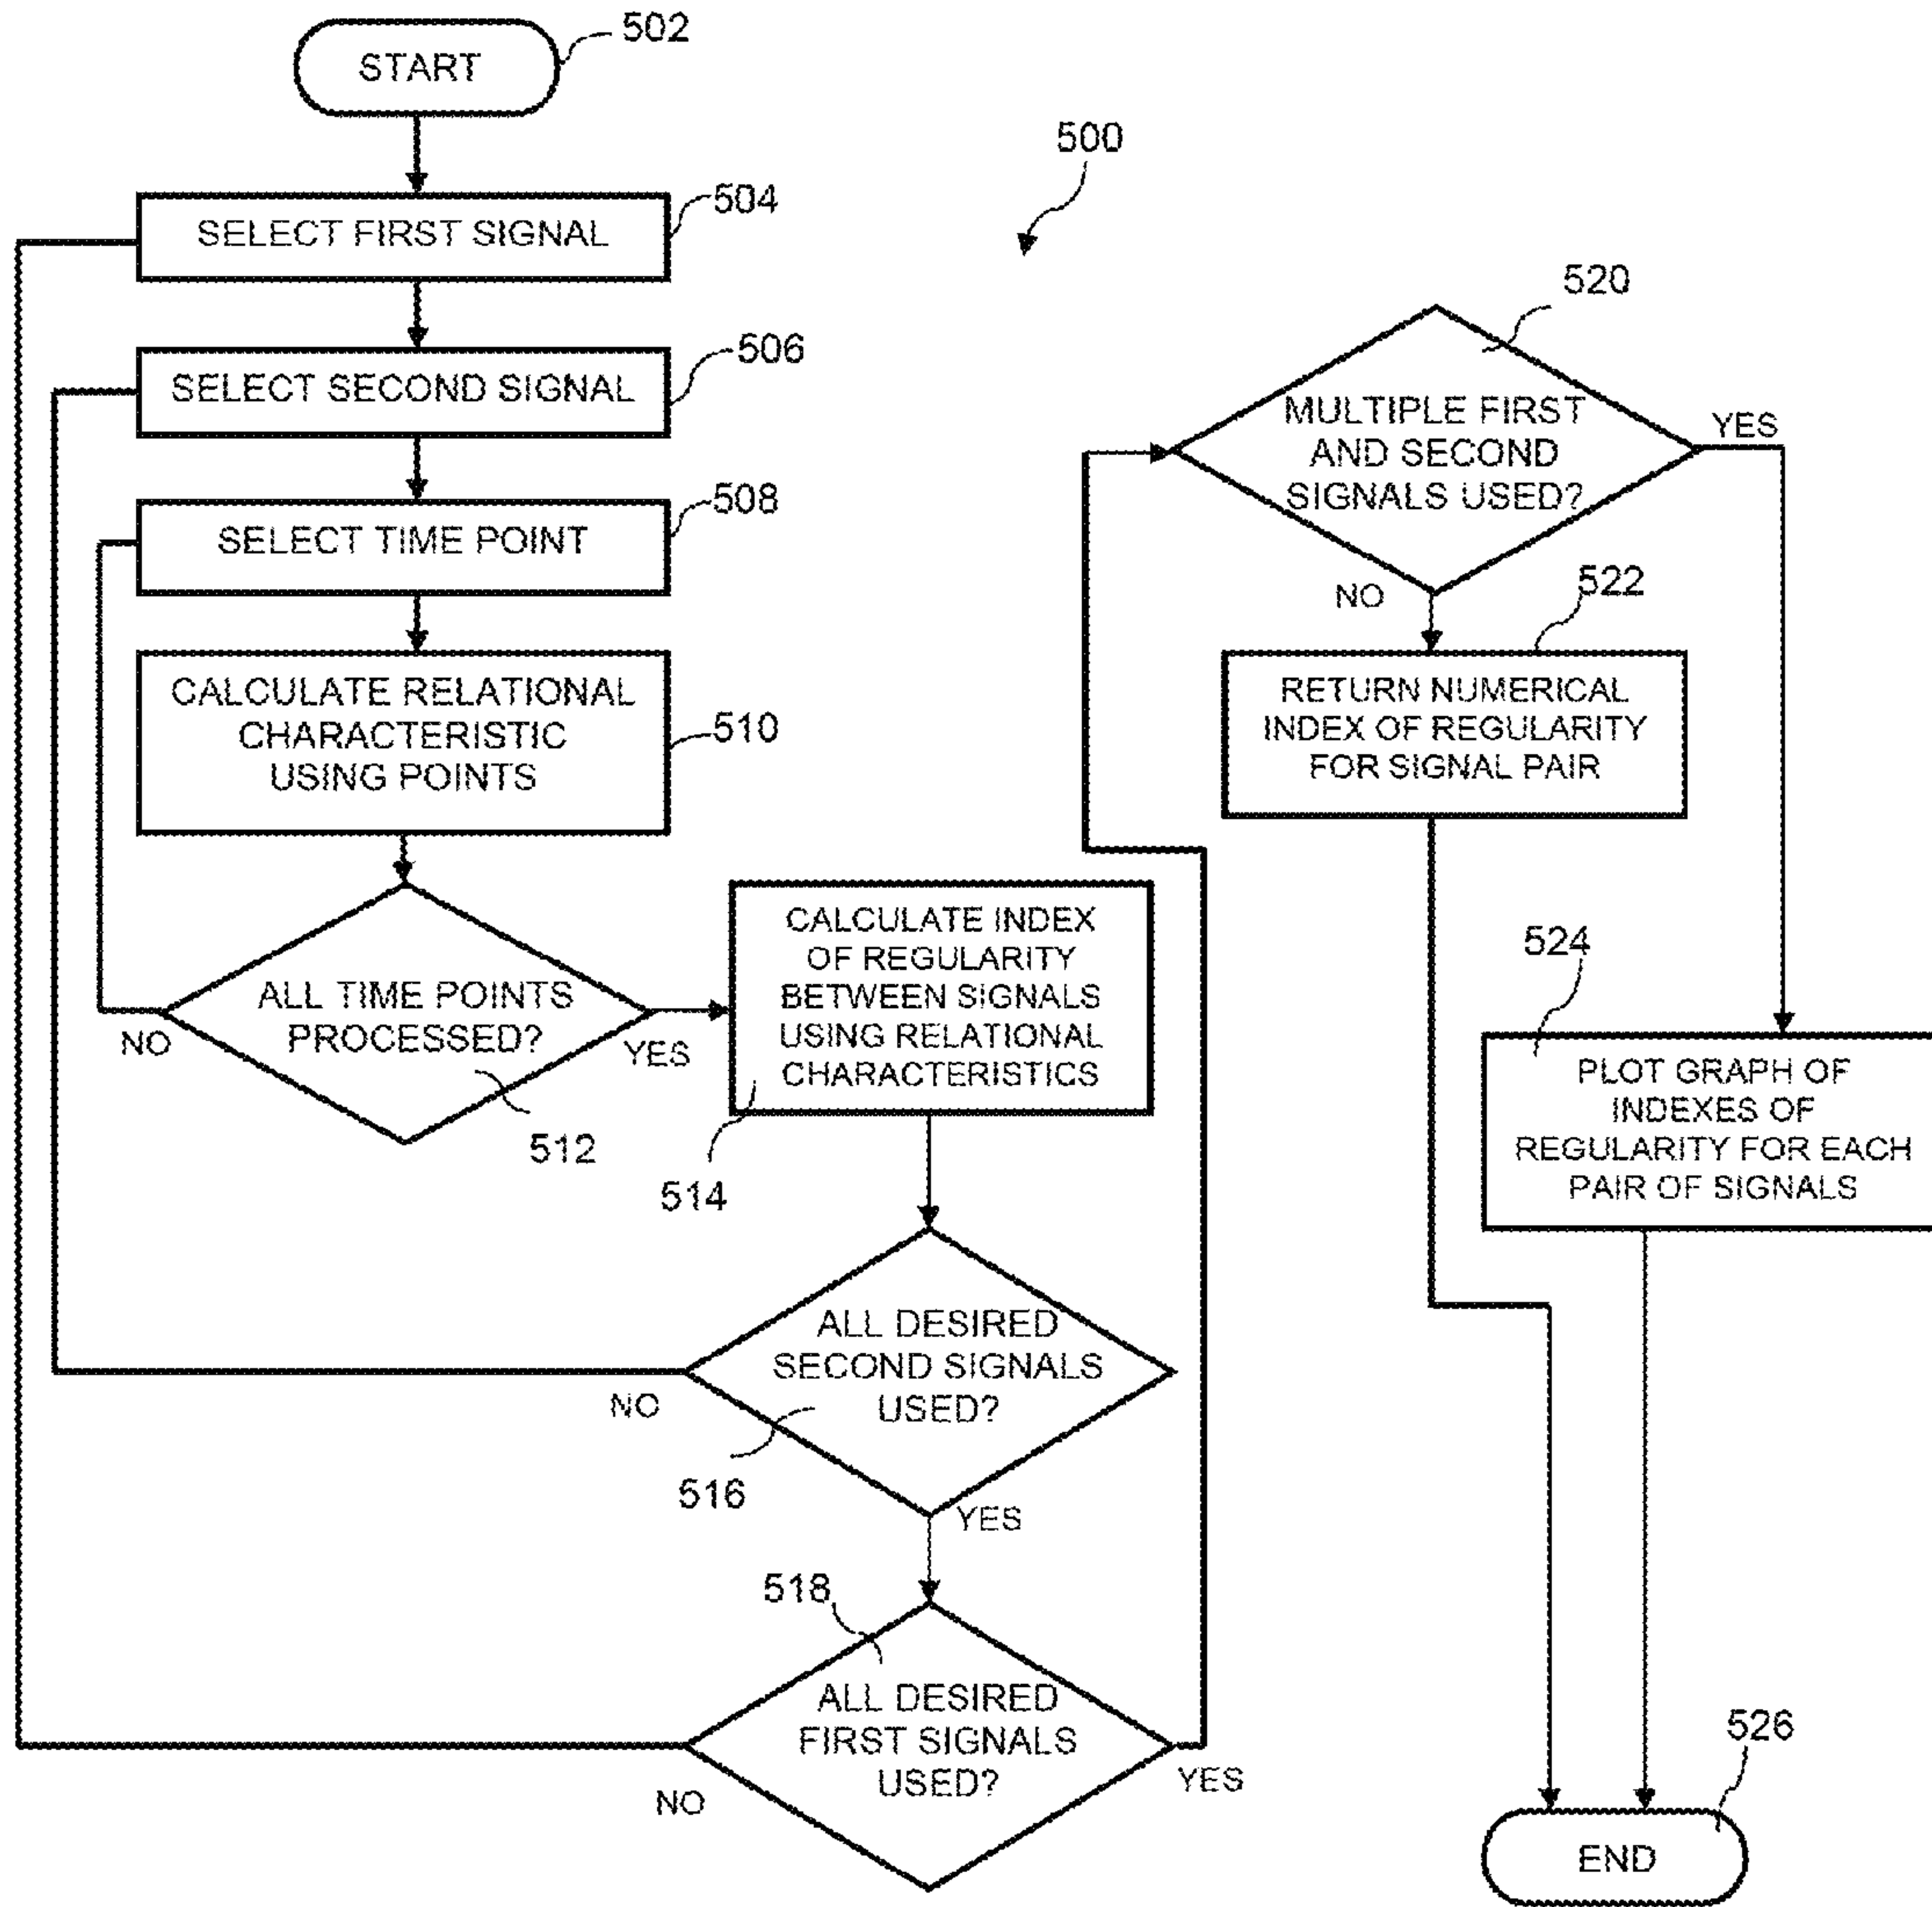 START
502
500
SELECT FIRST SIGNAL
504
SELECT SECOND SIGNAL
506
SELECT TIME POINT
508
CALCULATE RELATIONAL
CHARACTERISTIC
USING POINTS
510
ALL TIME POINTS
PROCESSED?
NO
YES
512
CALCULATE INDEX
OF REGULARITY
BETWEEN SIGNALS
USING RELATIONAL
CHARACTERISTICS
514
ALL DESIRED
SECOND SIGNALS
USED?
NO
516
YES
518
ALL DESIRED
FIRST SIGNALS
USED?
NO
YES
520
MULTIPLE FIRST
AND SECOND
SIGNALS USED?
YES
NO
522
RETURN NUMERICAL
INDEX OF REGULARITY
FOR SIGNAL PAIR
524
PLOT GRAPH OF
INDEXES OF
REGULARITY FOR EACH
PAIR OF SIGNALS
526
END